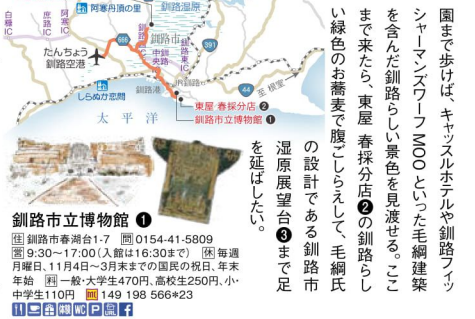 園まで歩けば、キャッスルホテルや釧路フィッ
シャーマンズワーフMOOといった毛綱建築
を含んだ釧路らしい景色を見渡せる。ここ
まで来たら、東屋 春採分店❷の釧路らし
い緑色のお蕎麦で腹ごしらえして、毛綱氏
の設計である釧路市
湿原展望台❸まで足
を延ばしたい。
阿寒丹頂の里
釧路湿原
白糠IC
庶路IC
阿寒IC
釧路市
666
391
たんちょう
釧路空港
釧路中央IC
釧路東IC
しらぬか恋問
釧路港
釧路
44
至 根室
東屋 春採分店 ❷
釧路市立博物館 ❶
太平洋
釧路市立博物館 ❶
住 釧路市春湖台1-7 問 0154-41-5809
営 9:30~17:00(入館は16:30まで) 休 毎週
月曜日、11月4日~3月末までの国民の祝日、年末
年始 料 一般・大学生470円、高校生250円、小・
中学生110円 M 149 198 566*23
体験 WC P URL